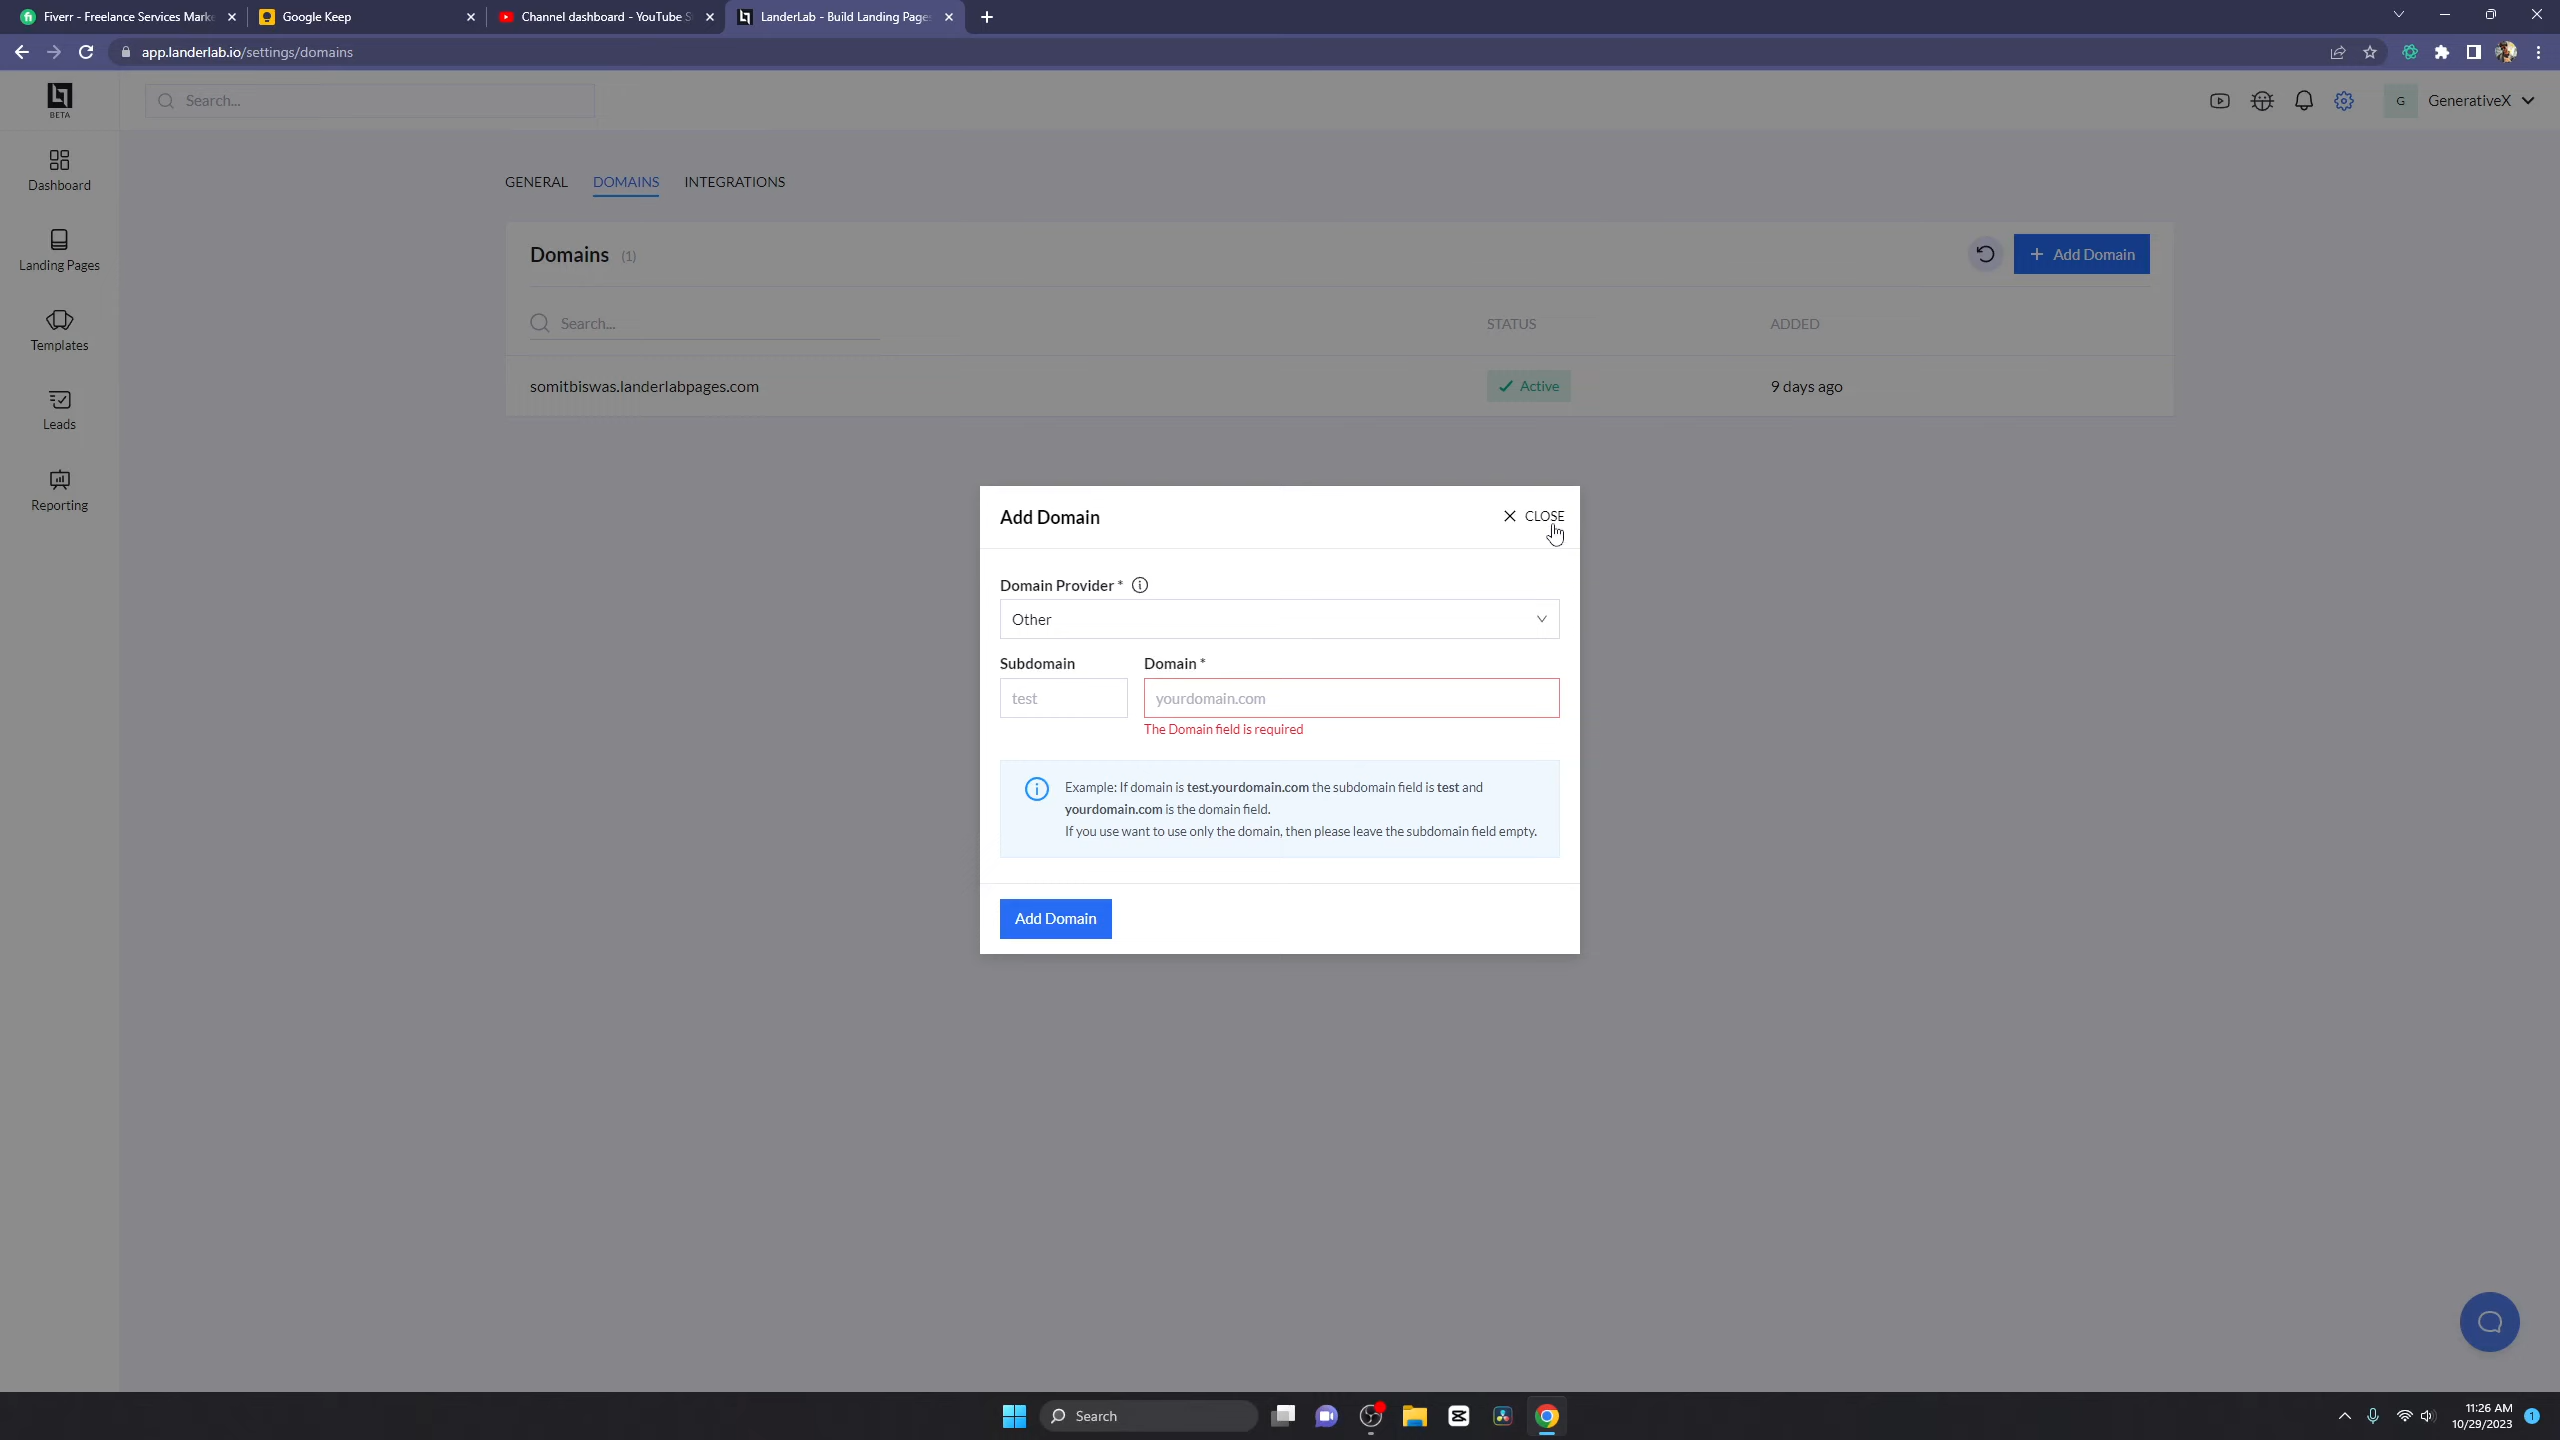 Fiverr - Freelance Services Marke
Google Keep
Channel dashboard - YouTube S
LanderLab - Build Landing Pages
app.landerlab.io/settings/domains
BETA
Search...
G
GenerativeX
Dashboard
Landing Pages
Templates
Leads
Reporting
GENERAL
DOMAINS
INTEGRATIONS
Domains (1)
+ Add Domain
Search...
STATUS
ADDED
somitbiswas.landerlabpages.com
Active
9 days ago
Add Domain
CLOSE
Domain Provider *
Other
Subdomain
Domain *
test
yourdomain.com
The Domain field is required
Example: If domain is test.yourdomain.com the subdomain field is test and
yourdomain.com is the domain field.
If you use want to use only the domain, then please leave the subdomain field empty.
Add Domain
Search
11:26 AM
10/29/2023
1